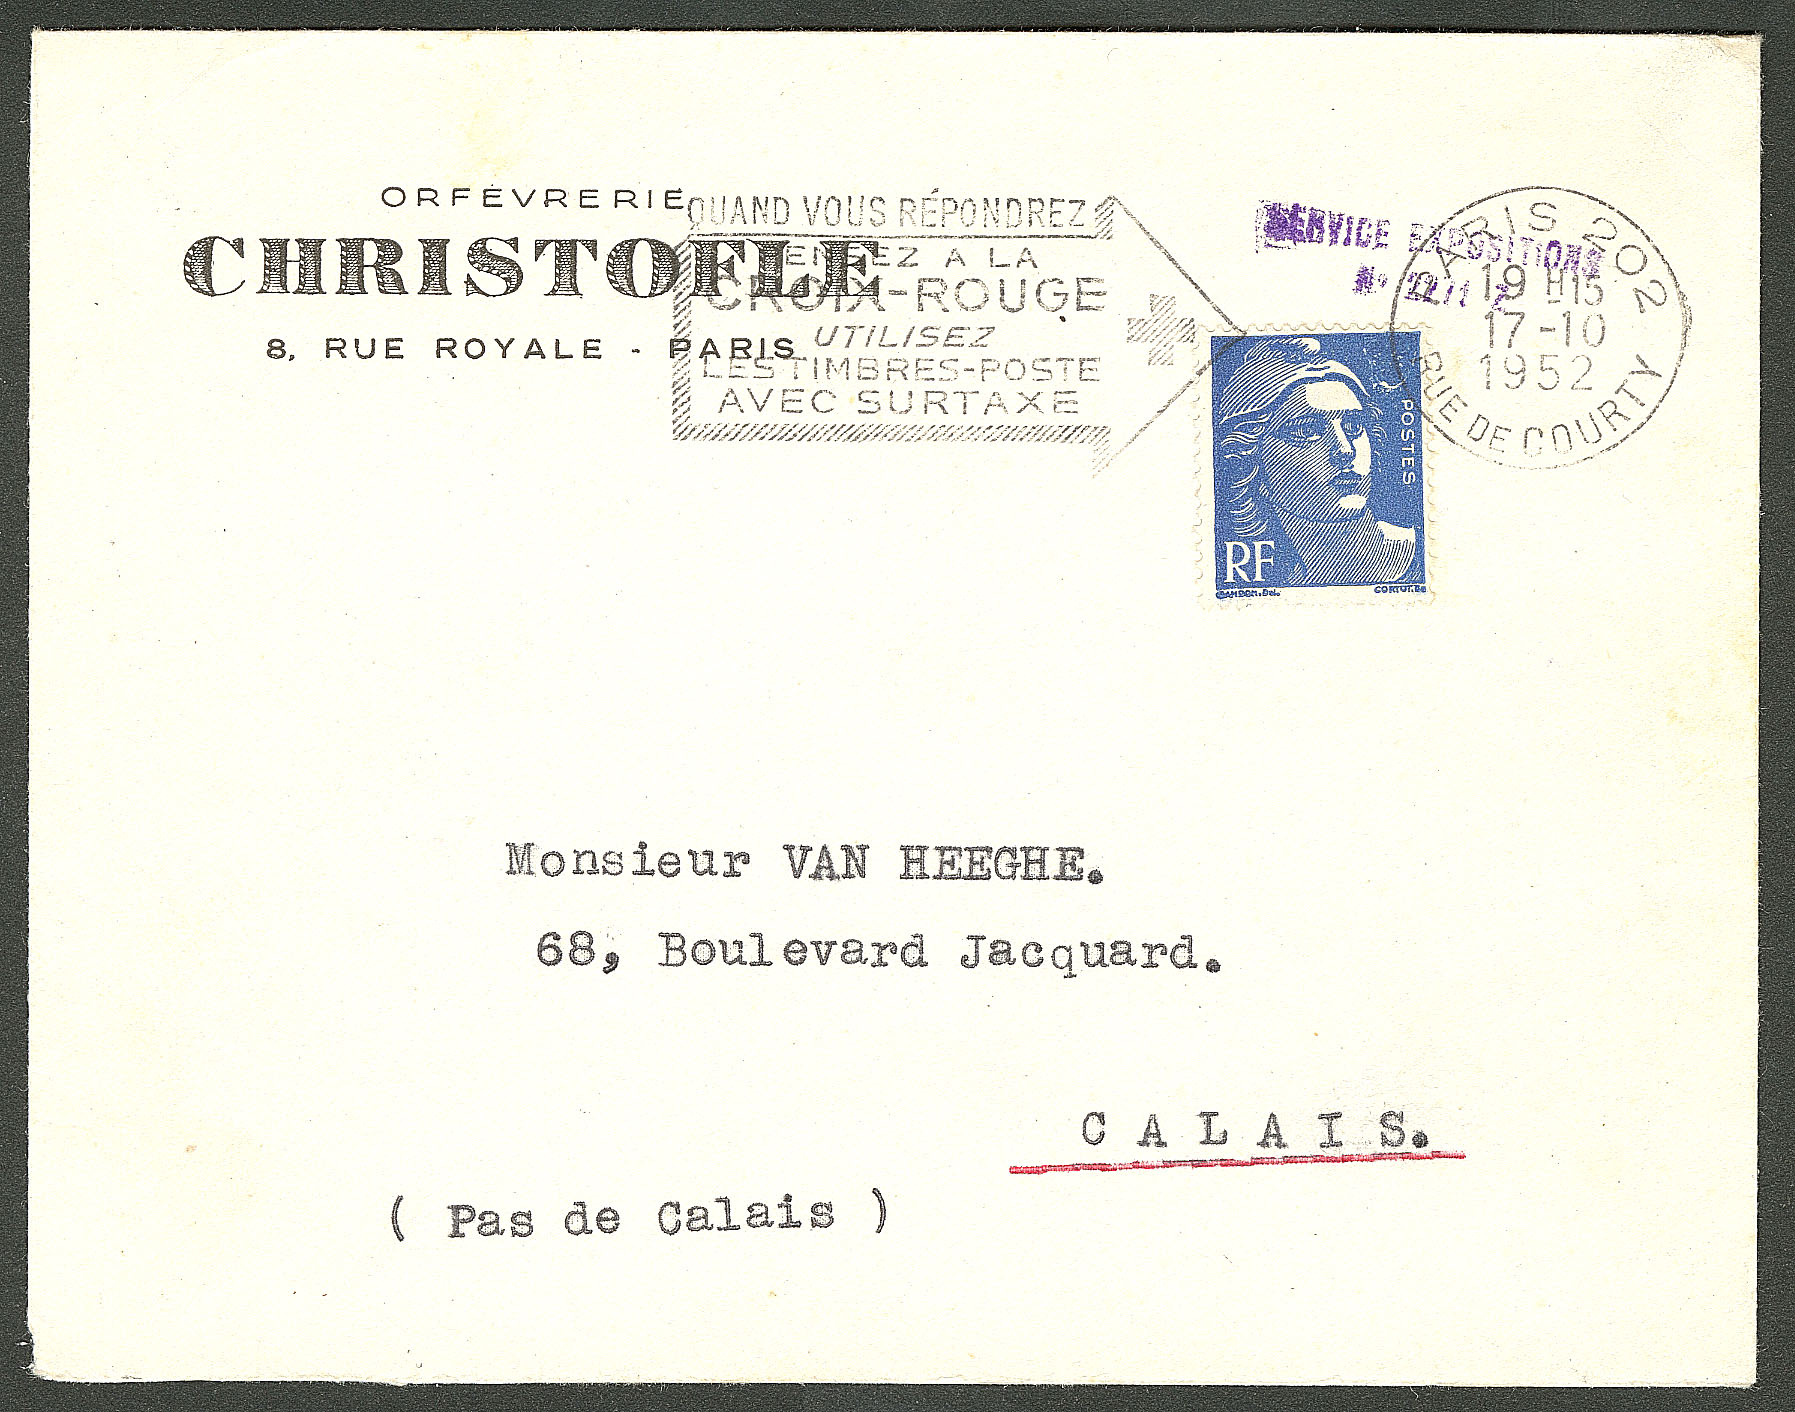 ORFÈVRERIE
CHRISTOFLE
8, RUE ROYALE - PARIS
QUAND VOUS RÉPONDREZ
PENSEZ A LA
CROIX-ROUGE
UTILISEZ
LES TIMBRES-POSTE
AVEC SURTAXE
SERVICE EXPOSITIONS
PARIS 202
19 H15
17-10
1952
RUE DE COURTY
POSTES
RF
Monsieur VAN HEEGHE.
68, Boulevard Jacquard.
C A L A I S.
( Pas de Calais )